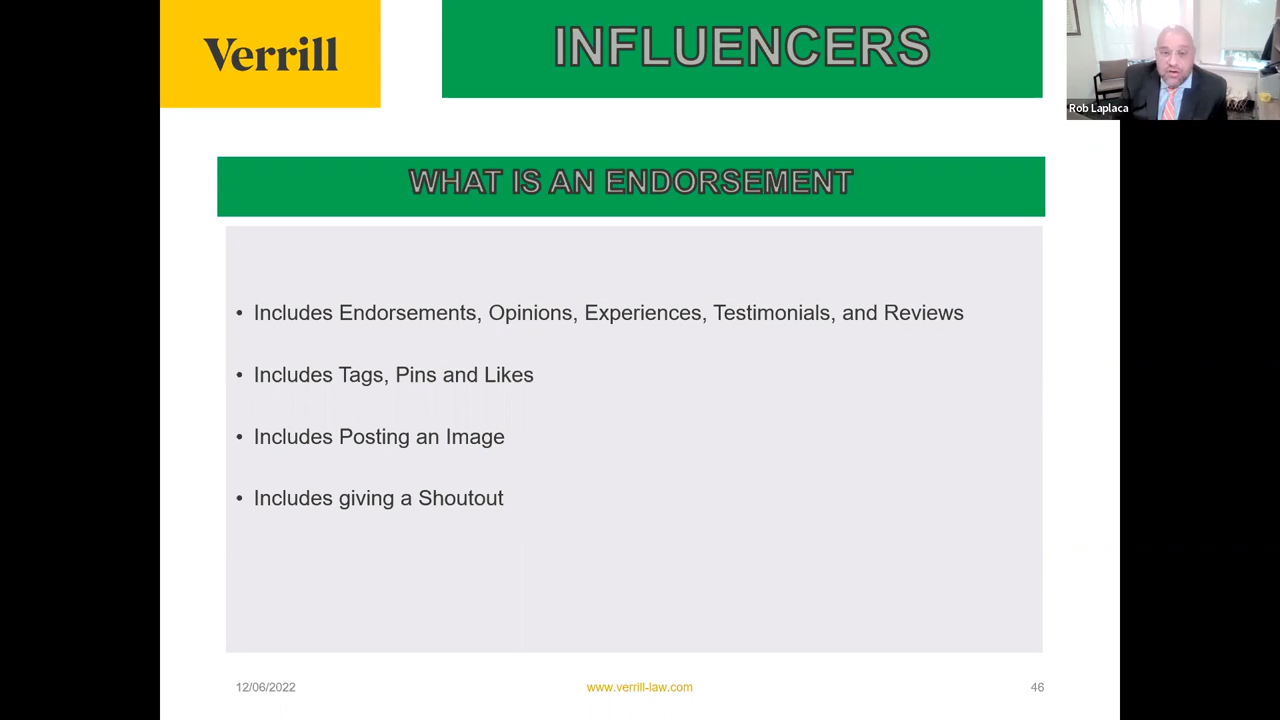 Verrill
INFLUENCERS
Rob Laplaca
WHAT IS AN ENDORSEMENT
• Includes Endorsements, Opinions, Experiences, Testimonials, and Reviews
• Includes Tags, Pins and Likes
• Includes Posting an Image
• Includes giving a Shoutout
12/06/2022
www.verrill-law.com
46